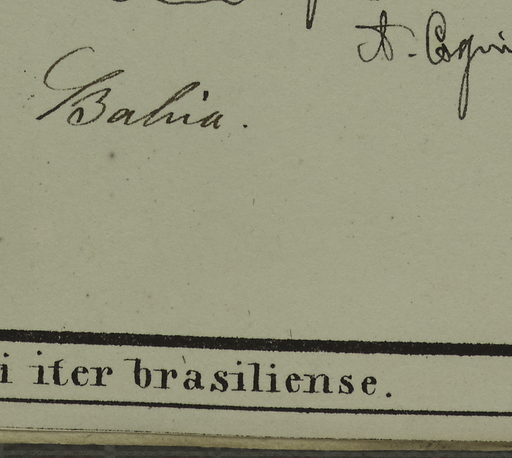 A.
Bahia.
i iter brasiliense.